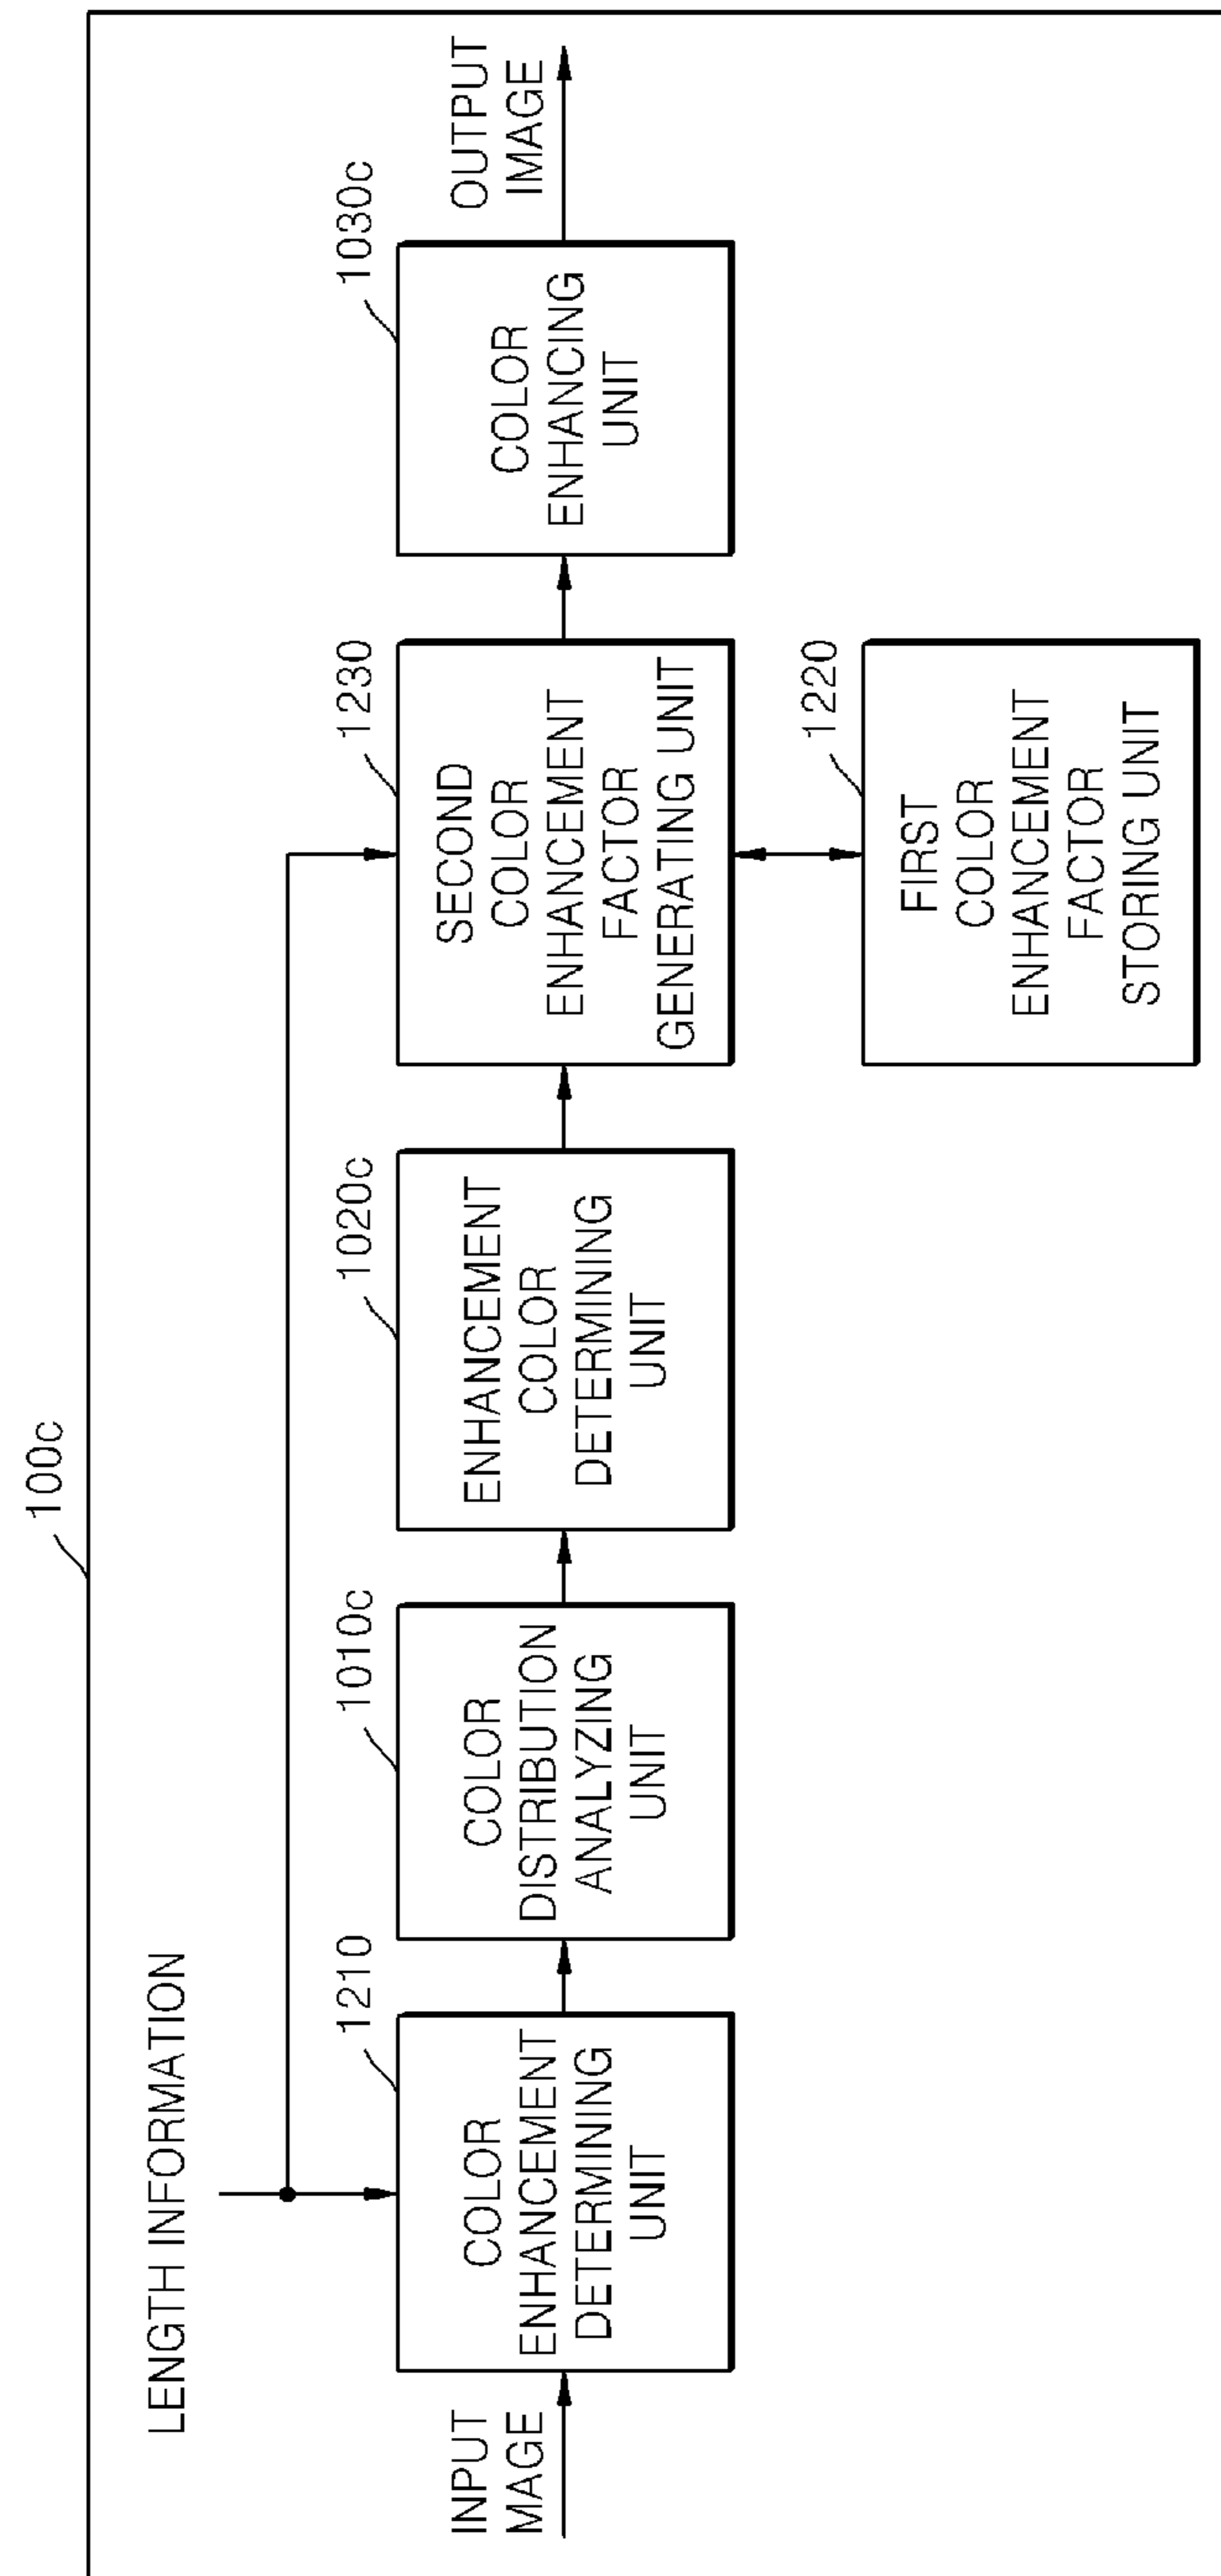 100c
LENGTH INFORMATION
INPUT
IMAGE
1210
COLOR
ENHANCEMENT
DETERMINING
UNIT
1010c
COLOR
DISTRIBUTION
ANALYZING
UNIT
1020c
ENHANCEMENT
COLOR
DETERMINING
UNIT
1230
SECOND
COLOR
ENHANCEMENT
FACTOR
GENERATING UNIT
1220
FIRST
COLOR
ENHANCEMENT
FACTOR
STORING UNIT
1030c
COLOR
ENHANCING
UNIT
OUTPUT
IMAGE